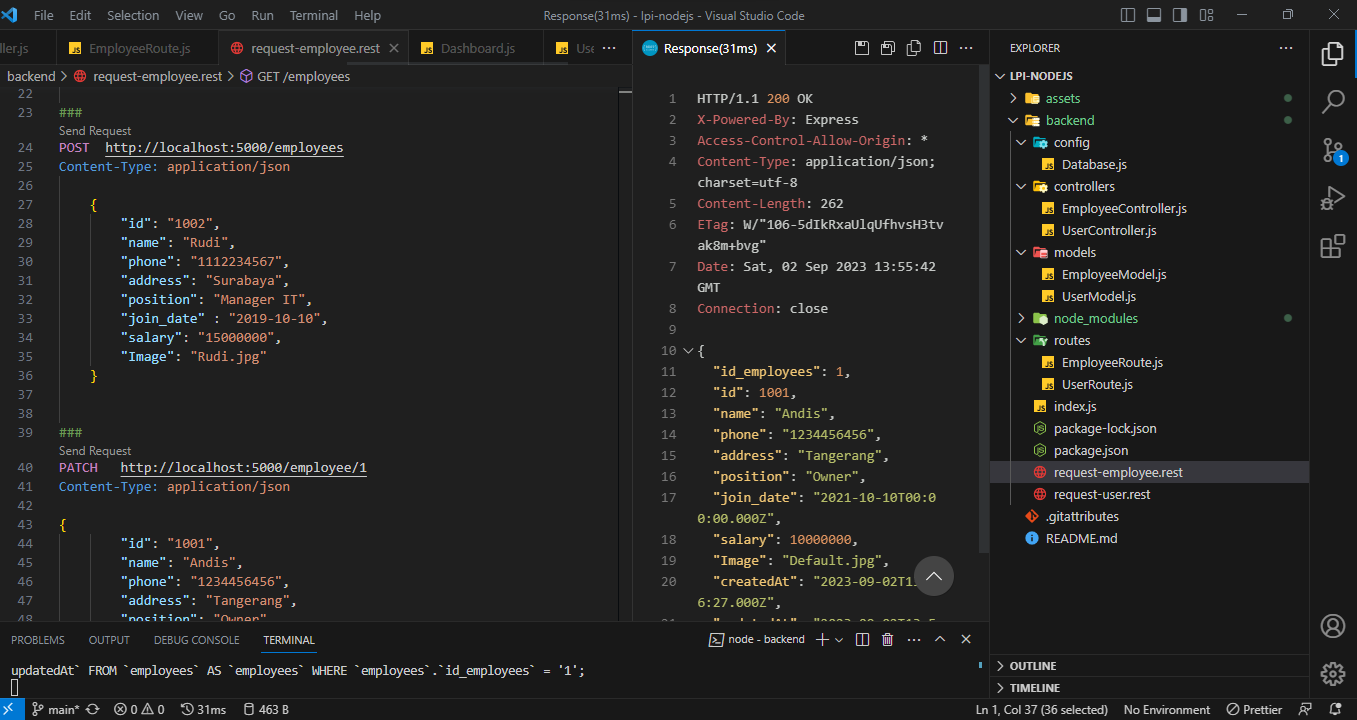 File Edit Selection View Go Run Terminal Help
Response(31ms) - lpi-nodejs - Visual Studio Code
ller.js
EmployeeRoute.js
request-employee.rest
Dashboard.js
Use
Response(31ms)
backend > request-employee.rest > GET /employees
22
23 ###
Send Request
24 POST http://localhost:5000/employees
25 Content-Type: application/json
26
27 {
28 "id": "1002",
29 "name": "Rudi",
30 "phone": "1112234567",
31 "address": "Surabaya",
32 "position": "Manager IT",
33 "join_date" : "2019-10-10",
34 "salary": "15000000",
35 "Image": "Rudi.jpg"
36 }
37
38
39 ###
Send Request
40 PATCH http://localhost:5000/employee/1
41 Content-Type: application/json
42
43 {
44 "id": "1001",
45 "name": "Andis",
46 "phone": "1234456456",
47 "address": "Tangerang",
48 "position": "Owner"
1 HTTP/1.1 200 OK
2 X-Powered-By: Express
3 Access-Control-Allow-Origin: *
4 Content-Type: application/json;
charset=utf-8
5 Content-Length: 262
6 ETag: W/"106-5dIkRxaUlqUfhvsH3tv
ak8m+bvg"
7 Date: Sat, 02 Sep 2023 13:55:42
GMT
8 Connection: close
9
10 {
11 "id_employees": 1,
12 "id": 1001,
13 "name": "Andis",
14 "phone": "1234456456",
15 "address": "Tangerang",
16 "position": "Owner",
17 "join_date": "2021-10-10T00:0
0:00.000Z",
18 "salary": 10000000,
19 "Image": "Default.jpg",
20 "createdAt": "2023-09-02T1
6:27.000Z",
EXPLORER
LPI-NODEJS
assets
backend
config
Database.js
controllers
EmployeeController.js
UserController.js
models
EmployeeModel.js
UserModel.js
node_modules
routes
EmployeeRoute.js
UserRoute.js
index.js
package-lock.json
package.json
request-employee.rest
request-user.rest
.gitattributes
README.md
OUTLINE
TIMELINE
1
PROBLEMS OUTPUT DEBUG CONSOLE TERMINAL
node - backend
updatedAt` FROM `employees` AS `employees` WHERE `employees`.`id_employees` = '1';
main* 0 0 31ms 463 B
Ln 1, Col 37 (36 selected) No Environment Prettier